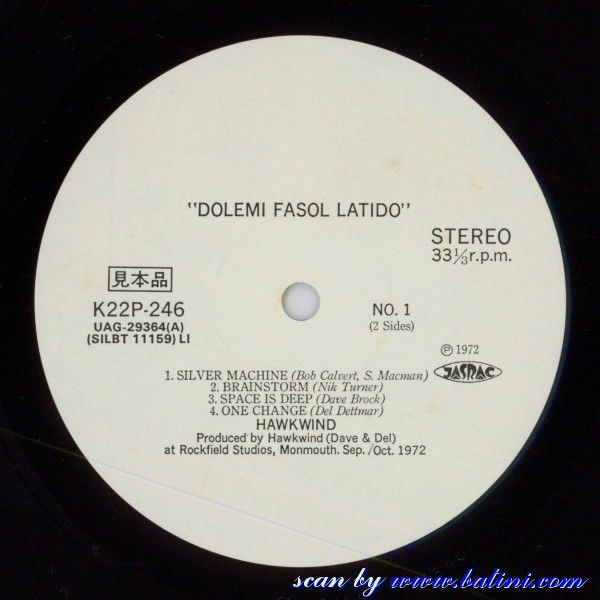 "DOLEMI FASOL LATIDO"
STEREO
33⅓r.p.m.
見本品
K22P-246
UAG-29364(A)
(SILBT 11159) LI
NO. 1
(2 Sides)
Ⓟ 1972
JASRAC
1. SILVER MACHINE (Bob Calvert, S. Macman)
2. BRAINSTORM (Nik Turner)
3. SPACE IS DEEP (Dave Brock)
4. ONE CHANGE (Del Dettmar)
HAWKWIND
Produced by Hawkwind (Dave & Del)
at Rockfield Studios, Monmouth. Sep./Oct. 1972
scan by www.batini.com